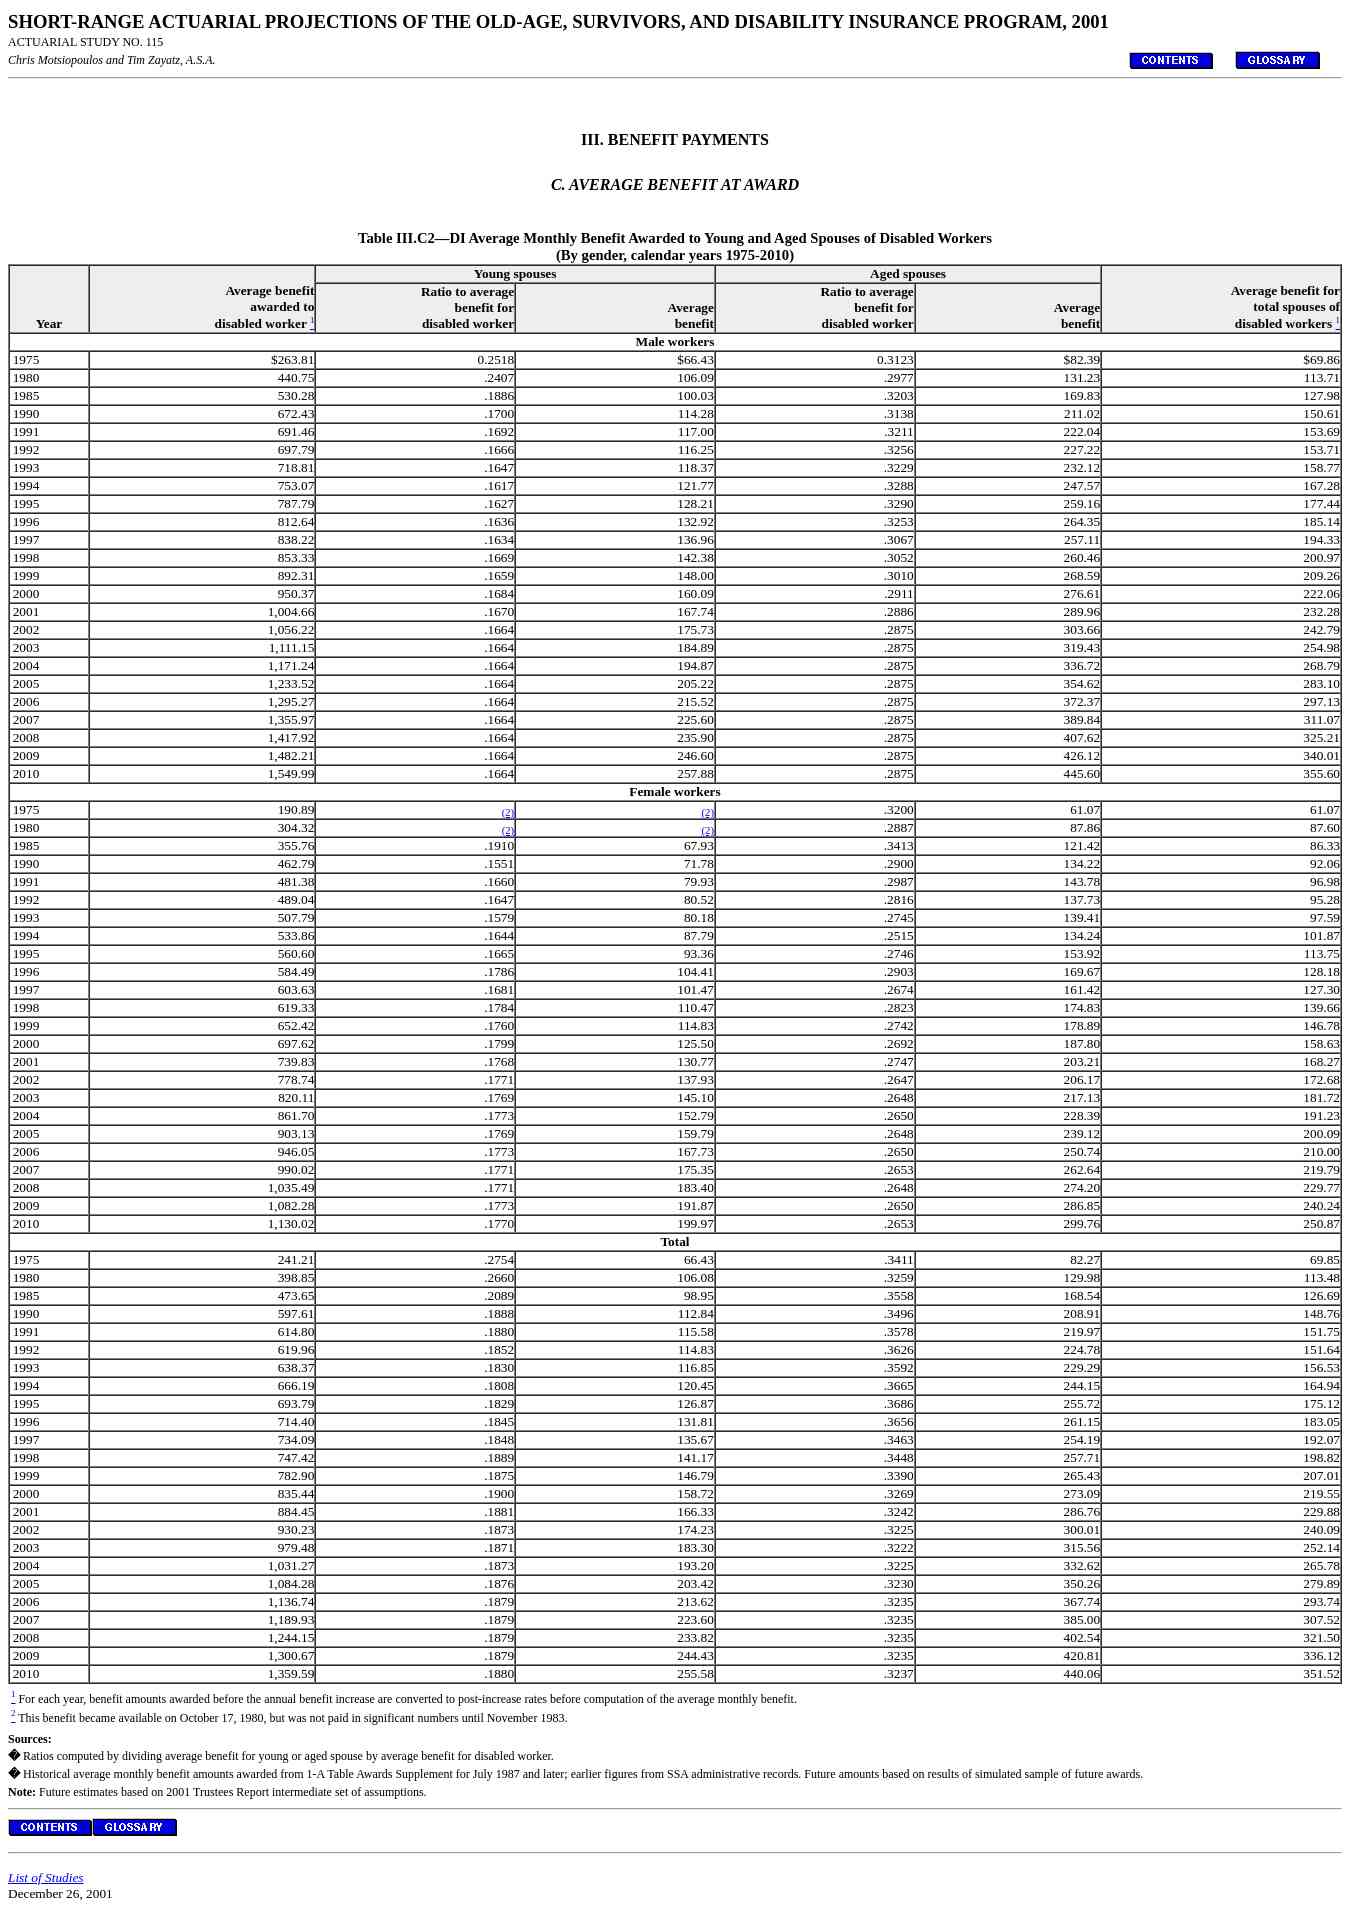 SHORT-RANGE ACTUARIAL PROJECTIONS OF THE OLD-AGE, SURVIVORS, AND DISABILITY INSURANCE PROGRAM, 2001
ACTUARIAL STUDY NO. 115
Chris Motsiopoulos and Tim Zayatz, A.S.A.
CONTENTS GLOSSARY
III. BENEFIT PAYMENTS
C. AVERAGE BENEFIT AT AWARD
Table III.C2—DI Average Monthly Benefit Awarded to Young and Aged Spouses of Disabled Workers
(By gender, calendar years 1975-2010)
Year
Average benefit
awarded to
disabled worker 1
Young spouses
Ratio to average
benefit for
disabled worker
Average
benefit
Aged spouses
Ratio to average
benefit for
disabled worker
Average
benefit
Average benefit for
total spouses of
disabled workers 1
Male workers
1975 $263.81 0.2518 $66.43 0.3123 $82.39 $69.86
1980 440.75 .2407 106.09 .2977 131.23 113.71
1985 530.28 .1886 100.03 .3203 169.83 127.98
1990 672.43 .1700 114.28 .3138 211.02 150.61
1991 691.46 .1692 117.00 .3211 222.04 153.69
1992 697.79 .1666 116.25 .3256 227.22 153.71
1993 718.81 .1647 118.37 .3229 232.12 158.77
1994 753.07 .1617 121.77 .3288 247.57 167.28
1995 787.79 .1627 128.21 .3290 259.16 177.44
1996 812.64 .1636 132.92 .3253 264.35 185.14
1997 838.22 .1634 136.96 .3067 257.11 194.33
1998 853.33 .1669 142.38 .3052 260.46 200.97
1999 892.31 .1659 148.00 .3010 268.59 209.26
2000 950.37 .1684 160.09 .2911 276.61 222.06
2001 1,004.66 .1670 167.74 .2886 289.96 232.28
2002 1,056.22 .1664 175.73 .2875 303.66 242.79
2003 1,111.15 .1664 184.89 .2875 319.43 254.98
2004 1,171.24 .1664 194.87 .2875 336.72 268.79
2005 1,233.52 .1664 205.22 .2875 354.62 283.10
2006 1,295.27 .1664 215.52 .2875 372.37 297.13
2007 1,355.97 .1664 225.60 .2875 389.84 311.07
2008 1,417.92 .1664 235.90 .2875 407.62 325.21
2009 1,482.21 .1664 246.60 .2875 426.12 340.01
2010 1,549.99 .1664 257.88 .2875 445.60 355.60
Female workers
1975 190.89 (2) (2) .3200 61.07 61.07
1980 304.32 (2) (2) .2887 87.86 87.60
1985 355.76 .1910 67.93 .3413 121.42 86.33
1990 462.79 .1551 71.78 .2900 134.22 92.06
1991 481.38 .1660 79.93 .2987 143.78 96.98
1992 489.04 .1647 80.52 .2816 137.73 95.28
1993 507.79 .1579 80.18 .2745 139.41 97.59
1994 533.86 .1644 87.79 .2515 134.24 101.87
1995 560.60 .1665 93.36 .2746 153.92 113.75
1996 584.49 .1786 104.41 .2903 169.67 128.18
1997 603.63 .1681 101.47 .2674 161.42 127.30
1998 619.33 .1784 110.47 .2823 174.83 139.66
1999 652.42 .1760 114.83 .2742 178.89 146.78
2000 697.62 .1799 125.50 .2692 187.80 158.63
2001 739.83 .1768 130.77 .2747 203.21 168.27
2002 778.74 .1771 137.93 .2647 206.17 172.68
2003 820.11 .1769 145.10 .2648 217.13 181.72
2004 861.70 .1773 152.79 .2650 228.39 191.23
2005 903.13 .1769 159.79 .2648 239.12 200.09
2006 946.05 .1773 167.73 .2650 250.74 210.00
2007 990.02 .1771 175.35 .2653 262.64 219.79
2008 1,035.49 .1771 183.40 .2648 274.20 229.77
2009 1,082.28 .1773 191.87 .2650 286.85 240.24
2010 1,130.02 .1770 199.97 .2653 299.76 250.87
Total
1975 241.21 .2754 66.43 .3411 82.27 69.85
1980 398.85 .2660 106.08 .3259 129.98 113.48
1985 473.65 .2089 98.95 .3558 168.54 126.69
1990 597.61 .1888 112.84 .3496 208.91 148.76
1991 614.80 .1880 115.58 .3578 219.97 151.75
1992 619.96 .1852 114.83 .3626 224.78 151.64
1993 638.37 .1830 116.85 .3592 229.29 156.53
1994 666.19 .1808 120.45 .3665 244.15 164.94
1995 693.79 .1829 126.87 .3686 255.72 175.12
1996 714.40 .1845 131.81 .3656 261.15 183.05
1997 734.09 .1848 135.67 .3463 254.19 192.07
1998 747.42 .1889 141.17 .3448 257.71 198.82
1999 782.90 .1875 146.79 .3390 265.43 207.01
2000 835.44 .1900 158.72 .3269 273.09 219.55
2001 884.45 .1881 166.33 .3242 286.76 229.88
2002 930.23 .1873 174.23 .3225 300.01 240.09
2003 979.48 .1871 183.30 .3222 315.56 252.14
2004 1,031.27 .1873 193.20 .3225 332.62 265.78
2005 1,084.28 .1876 203.42 .3230 350.26 279.89
2006 1,136.74 .1879 213.62 .3235 367.74 293.74
2007 1,189.93 .1879 223.60 .3235 385.00 307.52
2008 1,244.15 .1879 233.82 .3235 402.54 321.50
2009 1,300.67 .1879 244.43 .3235 420.81 336.12
2010 1,359.59 .1880 255.58 .3237 440.06 351.52
1 For each year, benefit amounts awarded before the annual benefit increase are converted to post-increase rates before computation of the average monthly benefit.
2 This benefit became available on October 17, 1980, but was not paid in significant numbers until November 1983.
Sources:
� Ratios computed by dividing average benefit for young or aged spouse by average benefit for disabled worker.
� Historical average monthly benefit amounts awarded from 1-A Table Awards Supplement for July 1987 and later; earlier figures from SSA administrative records. Future amounts based on results of simulated sample of future awards.
Note: Future estimates based on 2001 Trustees Report intermediate set of assumptions.
CONTENTS GLOSSARY
List of Studies
December 26, 2001